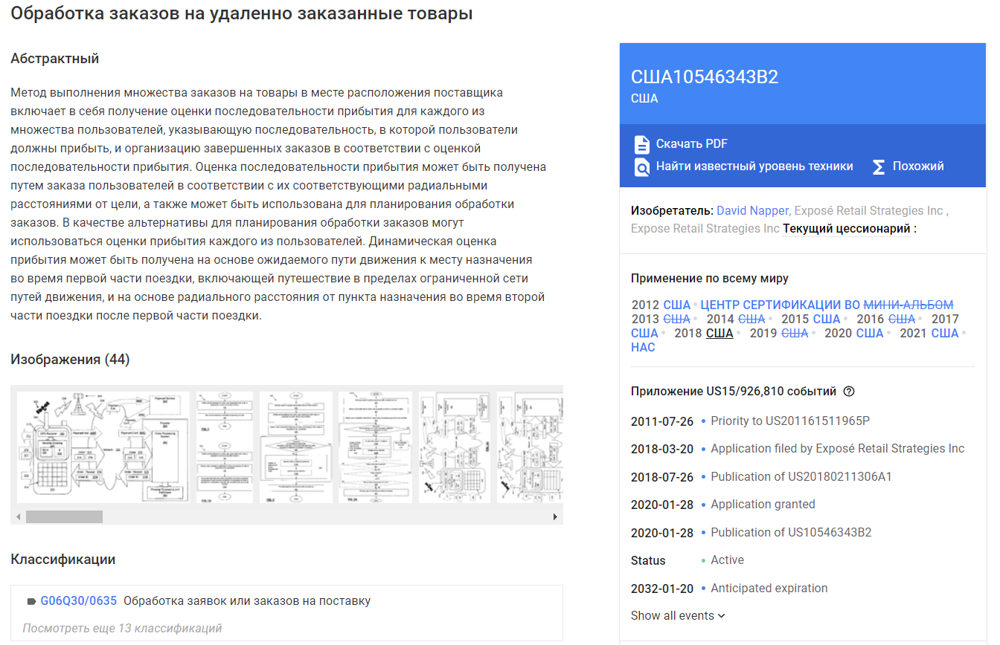 Обработка заказов на удаленно заказанные товары
Абстрактный
Метод выполнения множества заказов на товары в месте расположения поставщика
включает в себя получение оценки последовательности прибытия для каждого из
множества пользователей, указывающую последовательность, в которой пользователи
должны прибыть, и организацию завершенных заказов в соответствии с оценкой
последовательности прибытия. Оценка последовательности прибытия может быть получена
путем заказа пользователей в соответствии с их соответствующими радиальными
расстояниями от цели, а также может быть использована для планирования обработки
заказов. В качестве альтернативы для планирования обработки заказов могут
использоваться оценки прибытия каждого из пользователей. Динамическая оценка
прибытия может быть получена на основе ожидаемого пути движения к месту назначения
во время первой части поездки, включающей путешествие в пределах ограниченной сети
путей движения, и на основе радиального расстояния от пункта назначения во время второй
части поездки после первой части поездки.
Изображения (44)
Классификации
G06Q30/0635 Обработка заявок или заказов на поставку
Посмотреть еще 13 классификаций
США10546343B2
США
Скачать PDF
Найти известный уровень техники Похожий
Изобретатель: David Napper, Exposé Retail Strategies Inc ,
Expose Retail Strategies Inc Текущий цессионарий :
Применение по всему миру
2012 США • ЦЕНТР СЕРТИФИКАЦИИ ВО МИНИ-АЛЬБОМ
2013 США • 2014 США • 2015 США • 2016 США • 2017
США • 2018 США • 2019 США • 2020 США • 2021 США •
НАС
Приложение US15/926,810 событий
2011-07-26 • Priority to US201161511965P
2018-03-20 • Application filed by Exposé Retail Strategies Inc
2018-07-26 • Publication of US20180211306A1
2020-01-28 • Application granted
2020-01-28 • Publication of US10546343B2
Status • Active
2032-01-20 • Anticipated expiration
Show all events